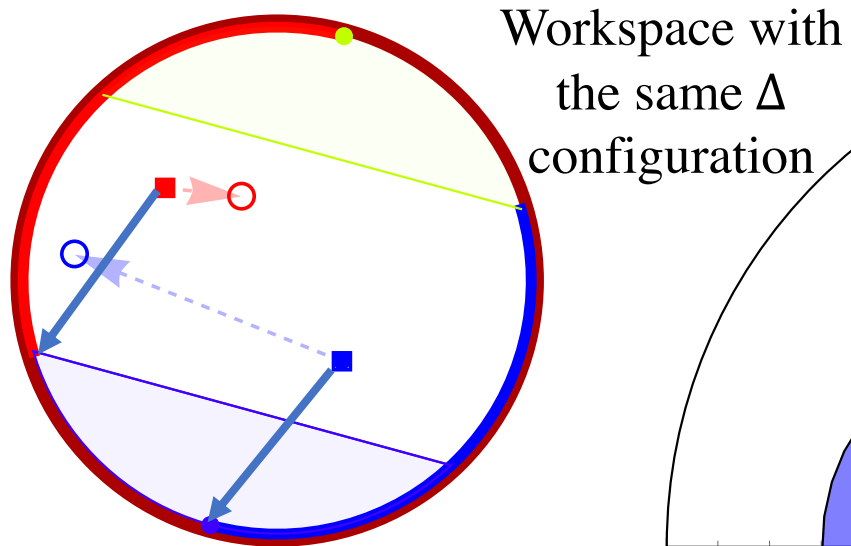 Workspace with
the same Δ
configuration